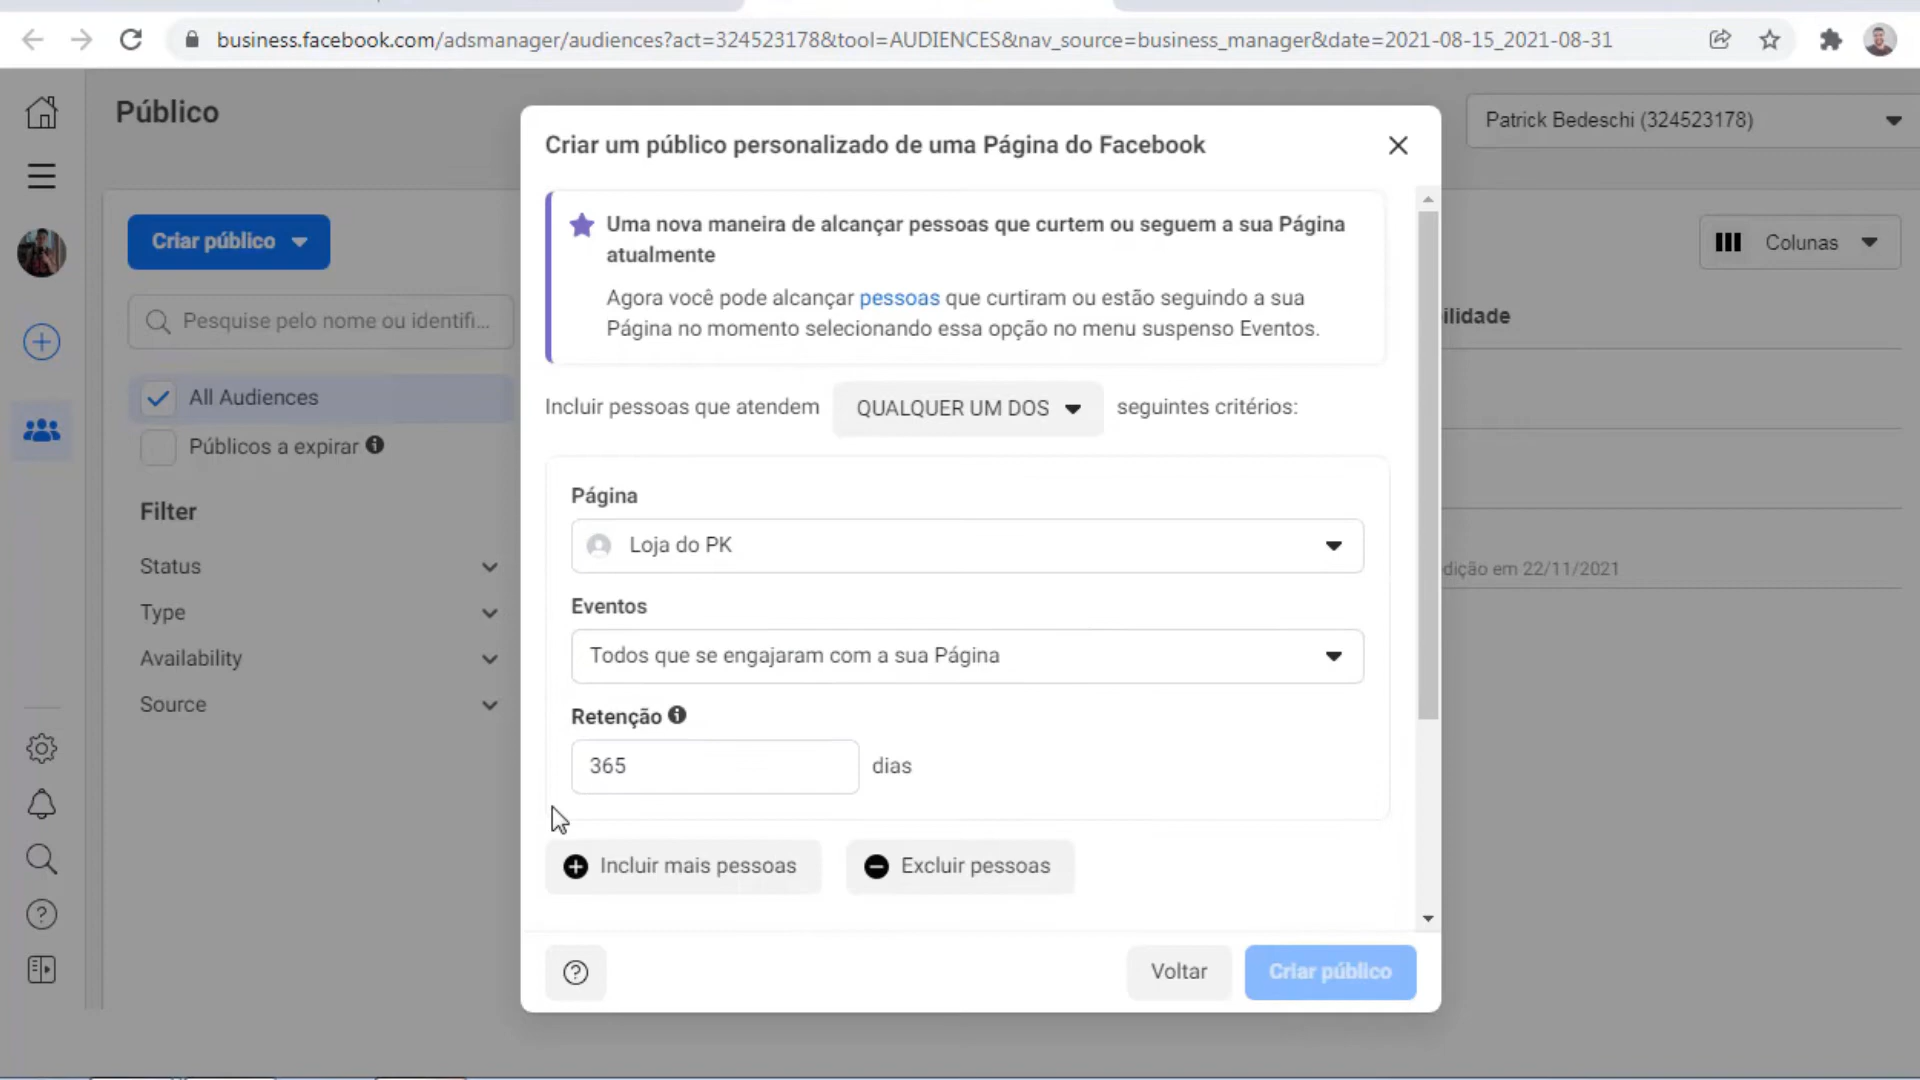 business.facebook.com/adsmanager/audiences?act=324523178&tool=AUDIENCES&nav_source=business_manager&date=2021-08-15_2021-08-31
Público
Patrick Bedeschi (324523178)
Criar público
Pesquise pelo nome ou identifi...
All Audiences
Públicos a expirar
Filter
Status
Type
Availability
Source
Colunas
ilidade
dição em 22/11/2021
Criar um público personalizado de uma Página do Facebook
Uma nova maneira de alcançar pessoas que curtem ou seguem a sua Página
atualmente
Agora você pode alcançar pessoas que curtiram ou estão seguindo a sua
Página no momento selecionando essa opção no menu suspenso Eventos.
Incluir pessoas que atendem QUALQUER UM DOS seguintes critérios:
Página
Loja do PK
Eventos
Todos que se engajaram com a sua Página
Retenção
365 dias
Incluir mais pessoas Excluir pessoas
Voltar Criar público